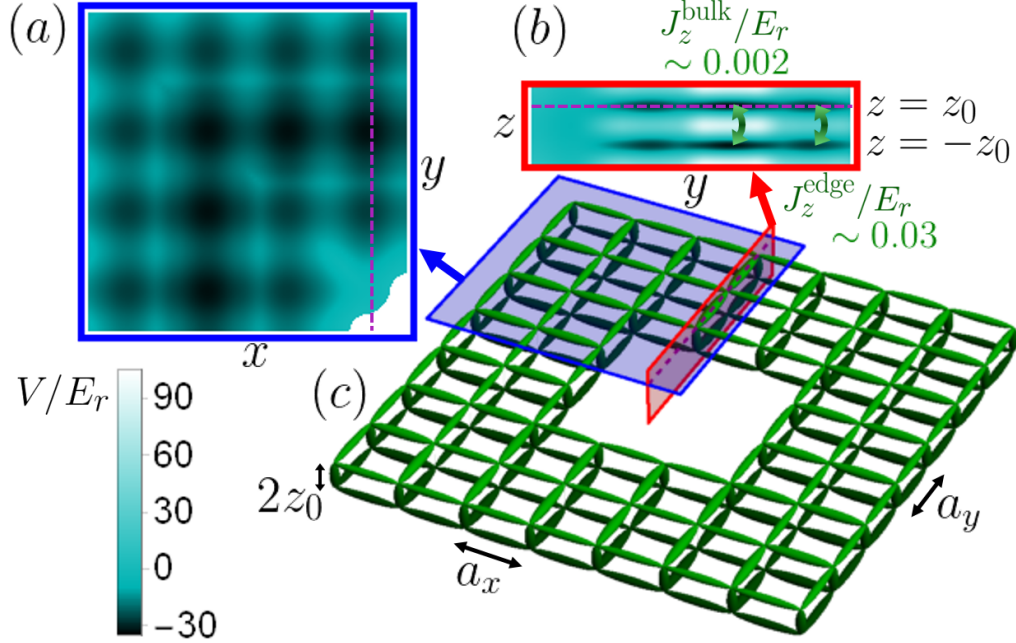 (a)
y
x
(b)
J_z^bulk/E_r
∼ 0.002
z
z = z_0
z = −z_0
y
J_z^edge/E_r
∼ 0.03
V/E_r
90
60
30
0
−30
(c)
2z_0
a_x
a_y